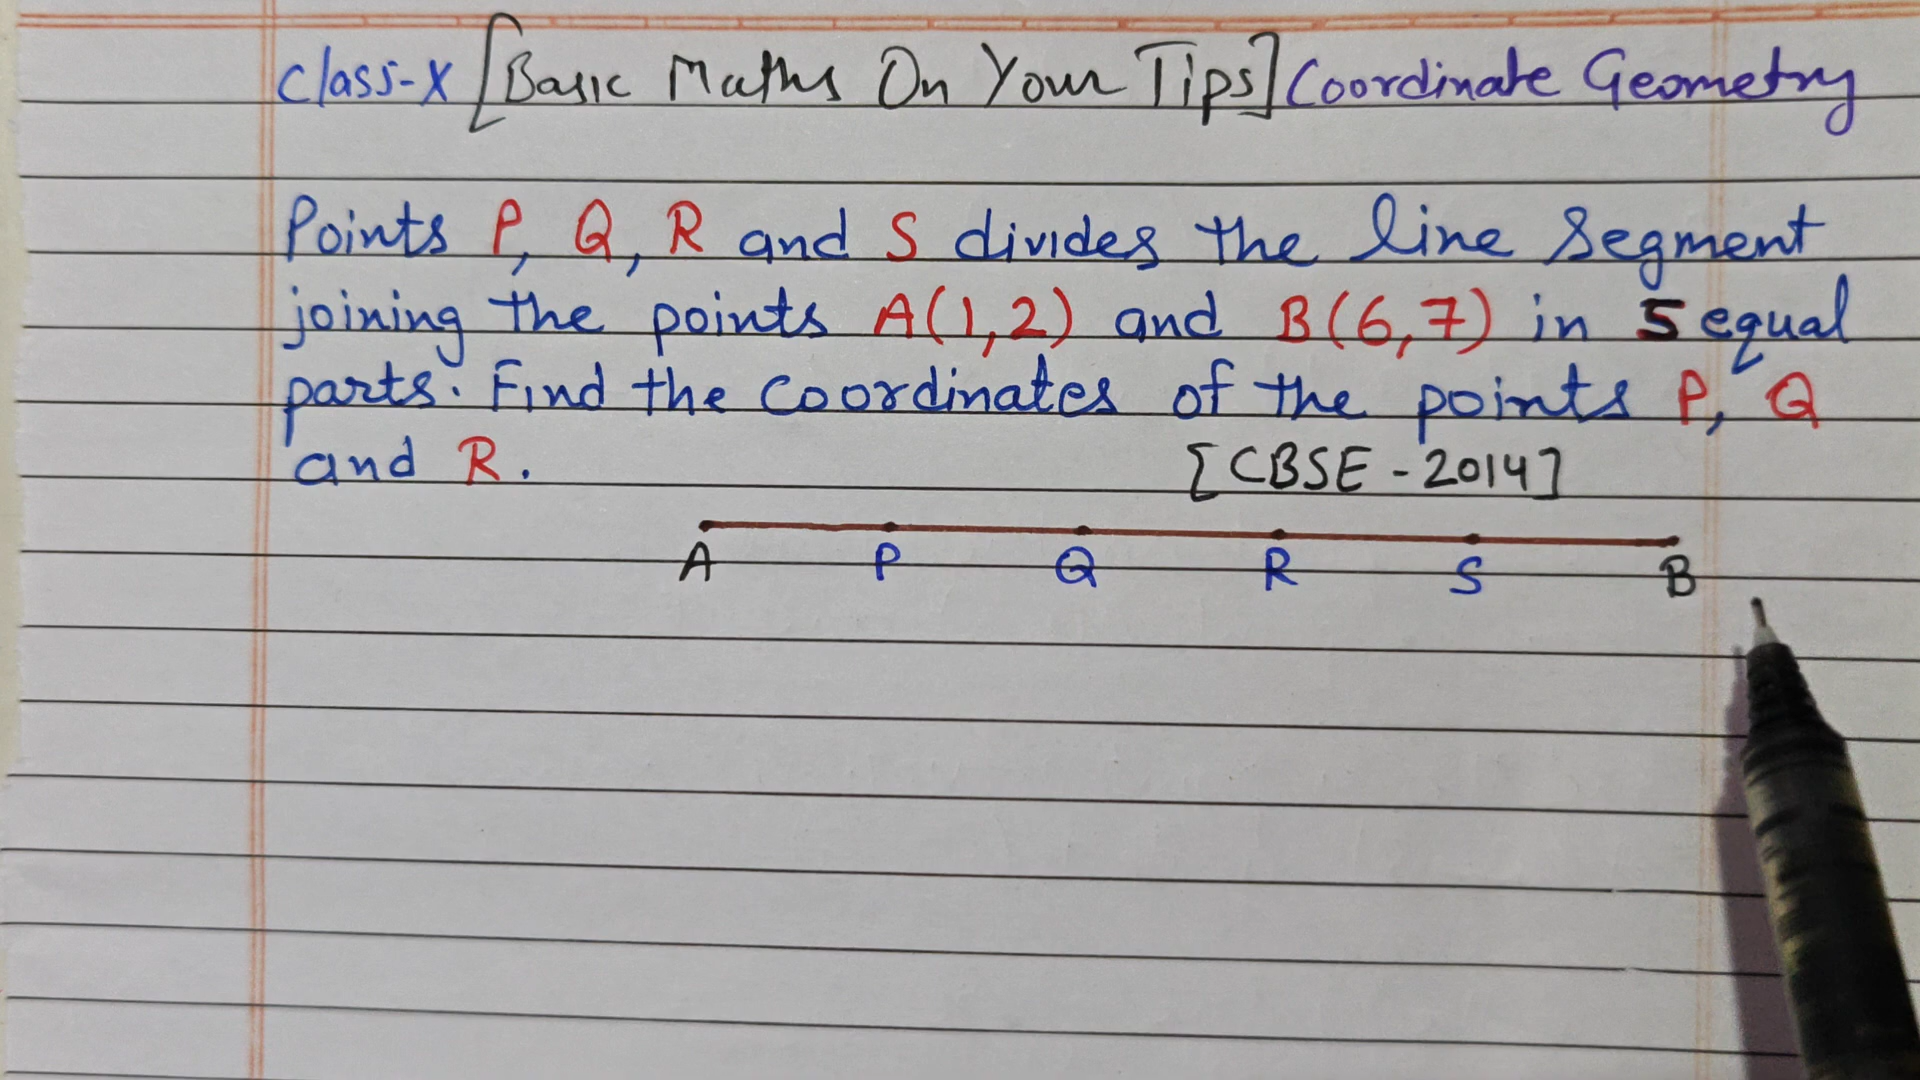 Class-X [Basic Maths On Your Tips] Coordinate Geometry
Points P, Q, R and S divides the line segment
joining the points A(1,2) and B(6,7) in 5 equal
parts. Find the coordinates of the points P, Q
and R. [CBSE-2014]
A P Q R S B